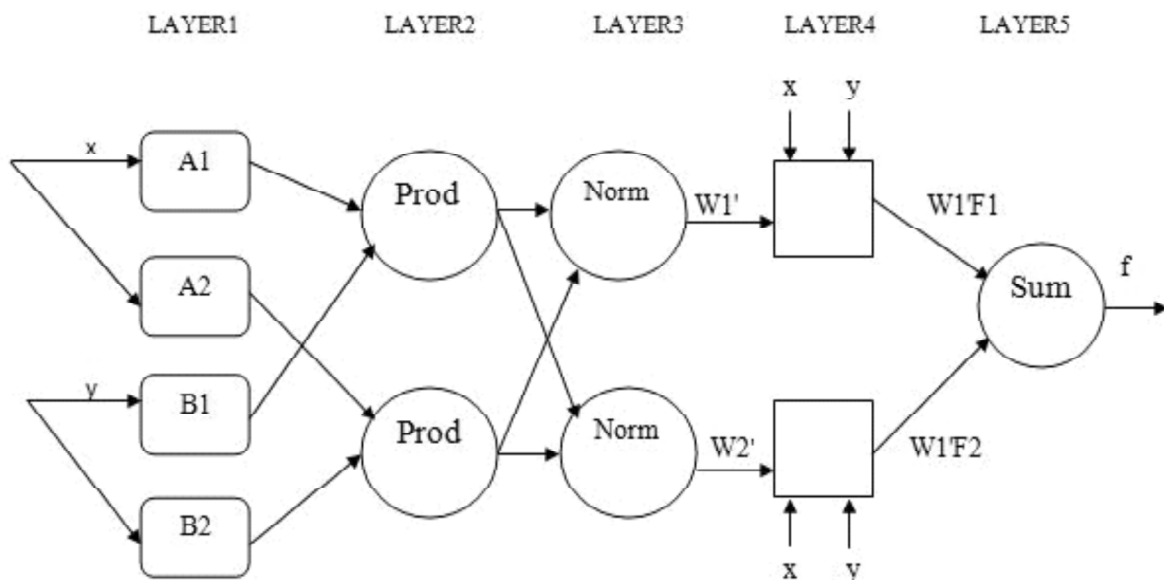 LAYER1 LAYER2 LAYER3 LAYER4 LAYER5
x y
x A1 Prod Norm W1' W1'F1
A2 Sum f
y B1 Prod Norm W2' W1'F2
B2
x y